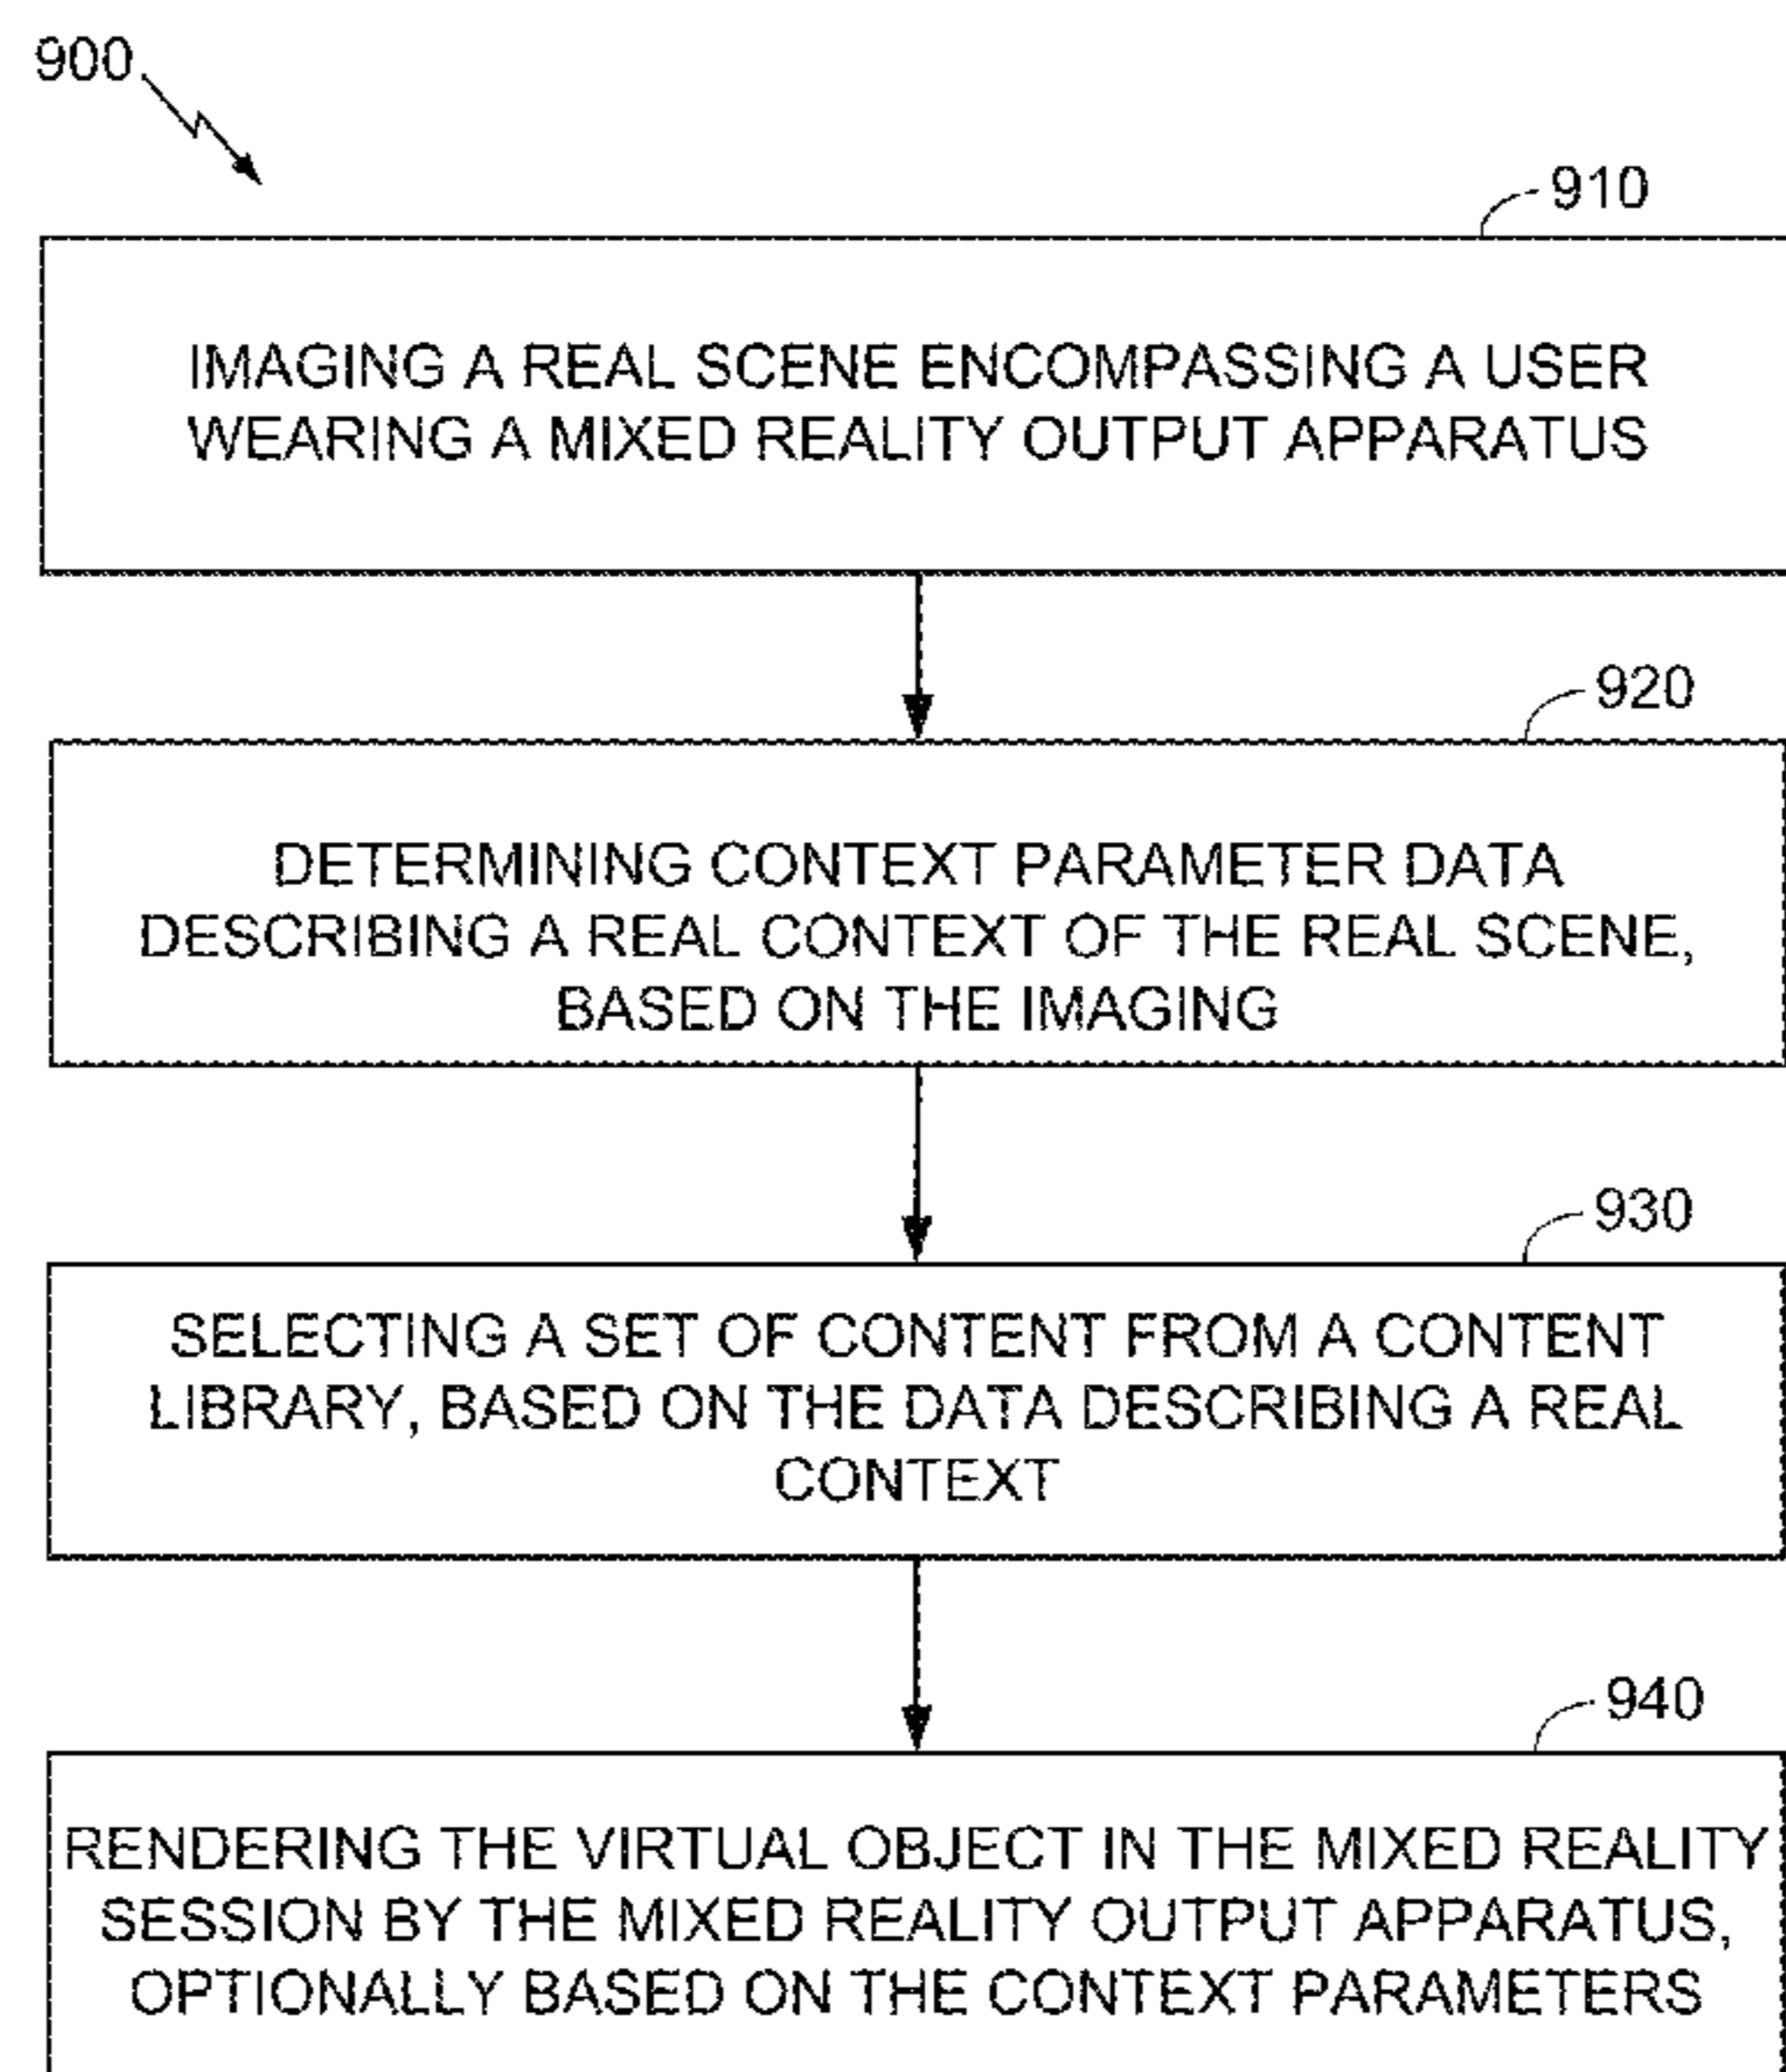 900
910
IMAGING A REAL SCENE ENCOMPASSING A USER
WEARING A MIXED REALITY OUTPUT APPARATUS
920
DETERMINING CONTEXT PARAMETER DATA
DESCRIBING A REAL CONTEXT OF THE REAL SCENE,
BASED ON THE IMAGING
930
SELECTING A SET OF CONTENT FROM A CONTENT
LIBRARY, BASED ON THE DATA DESCRIBING A REAL
CONTEXT
940
RENDERING THE VIRTUAL OBJECT IN THE MIXED REALITY
SESSION BY THE MIXED REALITY OUTPUT APPARATUS,
OPTIONALLY BASED ON THE CONTEXT PARAMETERS